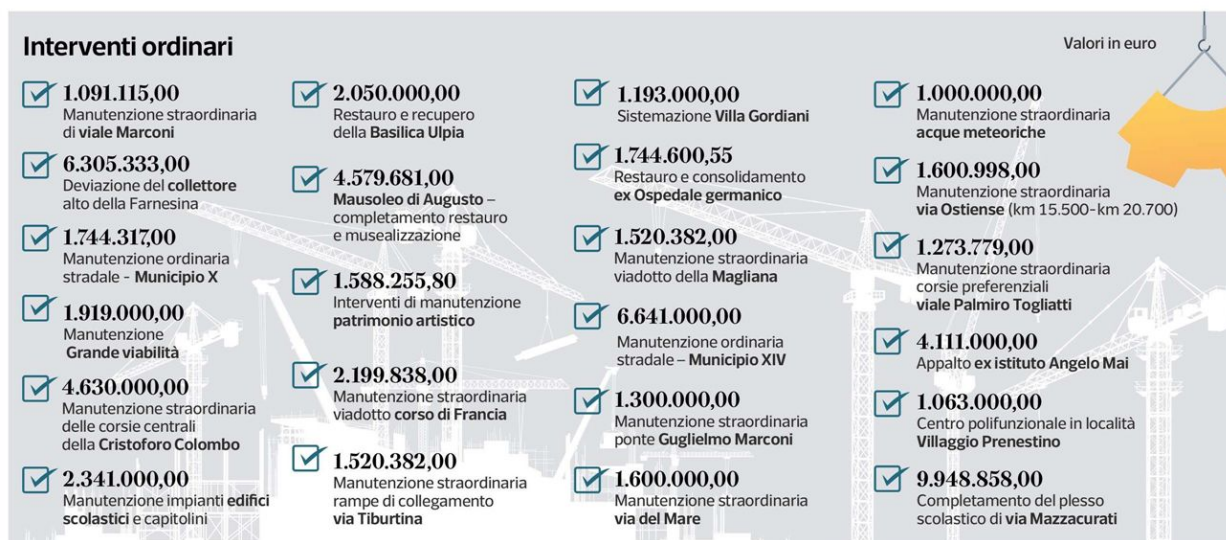 Interventi ordinari
Valori in euro
1.091.115,00
Manutenzione straordinaria
di viale Marconi
6.305.333,00
Deviazione del collettore
alto della Farnesina
1.744.317,00
Manutenzione ordinaria
stradale - Municipio X
1.919.000,00
Manutenzione
Grande viabilità
4.630.000,00
Manutenzione straordinaria
delle corsie centrali
della Cristoforo Colombo
2.341.000,00
Manutenzione impianti edifici
scolastici e capitolini
2.050.000,00
Restauro e recupero
della Basilica Ulpia
4.579.681,00
Mausoleo di Augusto –
completamento restauro
e musealizzazione
1.588.255,80
Interventi di manutenzione
patrimonio artistico
2.199.838,00
Manutenzione straordinaria
viadotto corso di Francia
1.520.382,00
Manutenzione straordinaria
rampe di collegamento
via Tiburtina
1.193.000,00
Sistemazione Villa Gordiani
1.744.600,55
Restauro e consolidamento
ex Ospedale germanico
1.520.382,00
Manutenzione straordinaria
viadotto della Magliana
6.641.000,00
Manutenzione ordinaria
stradale – Municipio XIV
1.300.000,00
Manutenzione straordinaria
ponte Guglielmo Marconi
1.600.000,00
Manutenzione straordinaria
via del Mare
1.000.000,00
Manutenzione straordinaria
acque meteoriche
1.600.998,00
Manutenzione straordinaria
via Ostiense (km 15.500-km 20.700)
1.273.779,00
Manutenzione straordinaria
corsie preferenziali
viale Palmiro Togliatti
4.111.000,00
Appalto ex istituto Angelo Mai
1.063.000,00
Centro polifunzionale in località
Villaggio Prenestino
9.948.858,00
Completamento del plesso
scolastico di via Mazzacurati